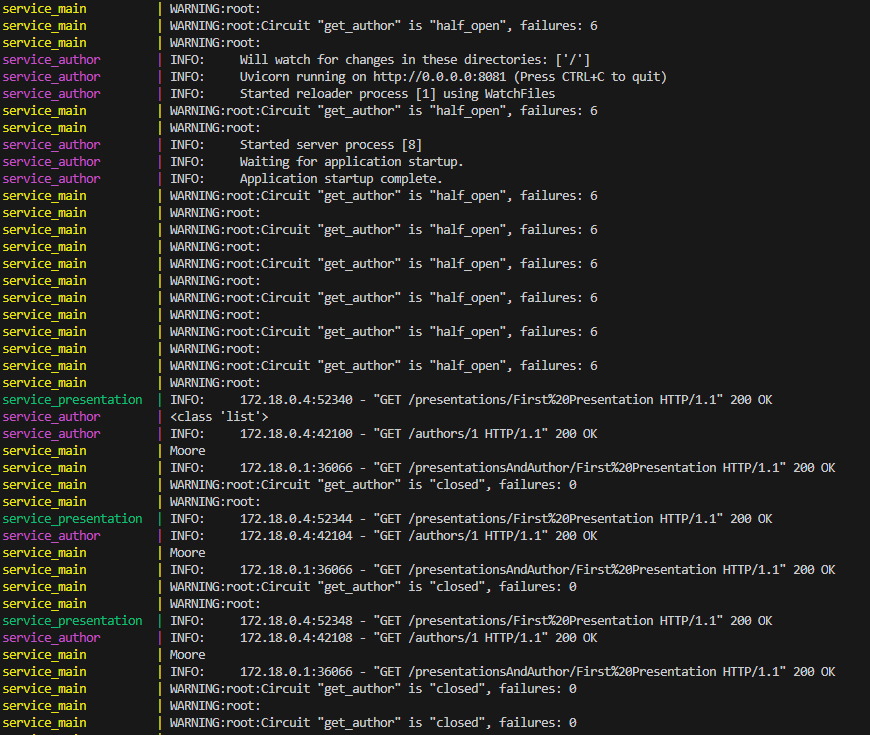 service_main | WARNING:root:
service_main | WARNING:root:Circuit "get_author" is "half_open", failures: 6
service_main | WARNING:root:
service_author | INFO: Will watch for changes in these directories: ['/']
service_author | INFO: Uvicorn running on http://0.0.0.0:8081 (Press CTRL+C to quit)
service_author | INFO: Started reloader process [1] using WatchFiles
service_main | WARNING:root:Circuit "get_author" is "half_open", failures: 6
service_main | WARNING:root:
service_author | INFO: Started server process [8]
service_author | INFO: Waiting for application startup.
service_author | INFO: Application startup complete.
service_main | WARNING:root:Circuit "get_author" is "half_open", failures: 6
service_main | WARNING:root:
service_main | WARNING:root:Circuit "get_author" is "half_open", failures: 6
service_main | WARNING:root:
service_main | WARNING:root:Circuit "get_author" is "half_open", failures: 6
service_main | WARNING:root:
service_main | WARNING:root:Circuit "get_author" is "half_open", failures: 6
service_main | WARNING:root:
service_main | WARNING:root:Circuit "get_author" is "half_open", failures: 6
service_main | WARNING:root:
service_main | WARNING:root:Circuit "get_author" is "half_open", failures: 6
service_main | WARNING:root:
service_presentation | INFO: 172.18.0.4:52340 - "GET /presentations/First%20Presentation HTTP/1.1" 200 OK
service_author | <class 'list'>
service_author | INFO: 172.18.0.4:42100 - "GET /authors/1 HTTP/1.1" 200 OK
service_main | Moore
service_main | INFO: 172.18.0.1:36066 - "GET /presentationsAndAuthor/First%20Presentation HTTP/1.1" 200 OK
service_main | WARNING:root:Circuit "get_author" is "closed", failures: 0
service_main | WARNING:root:
service_presentation | INFO: 172.18.0.4:52344 - "GET /presentations/First%20Presentation HTTP/1.1" 200 OK
service_author | INFO: 172.18.0.4:42104 - "GET /authors/1 HTTP/1.1" 200 OK
service_main | Moore
service_main | INFO: 172.18.0.1:36066 - "GET /presentationsAndAuthor/First%20Presentation HTTP/1.1" 200 OK
service_main | WARNING:root:Circuit "get_author" is "closed", failures: 0
service_main | WARNING:root:
service_presentation | INFO: 172.18.0.4:52348 - "GET /presentations/First%20Presentation HTTP/1.1" 200 OK
service_author | INFO: 172.18.0.4:42108 - "GET /authors/1 HTTP/1.1" 200 OK
service_main | Moore
service_main | INFO: 172.18.0.1:36066 - "GET /presentationsAndAuthor/First%20Presentation HTTP/1.1" 200 OK
service_main | WARNING:root:Circuit "get_author" is "closed", failures: 0
service_main | WARNING:root:
service_main | WARNING:root:Circuit "get_author" is "closed", failures: 0